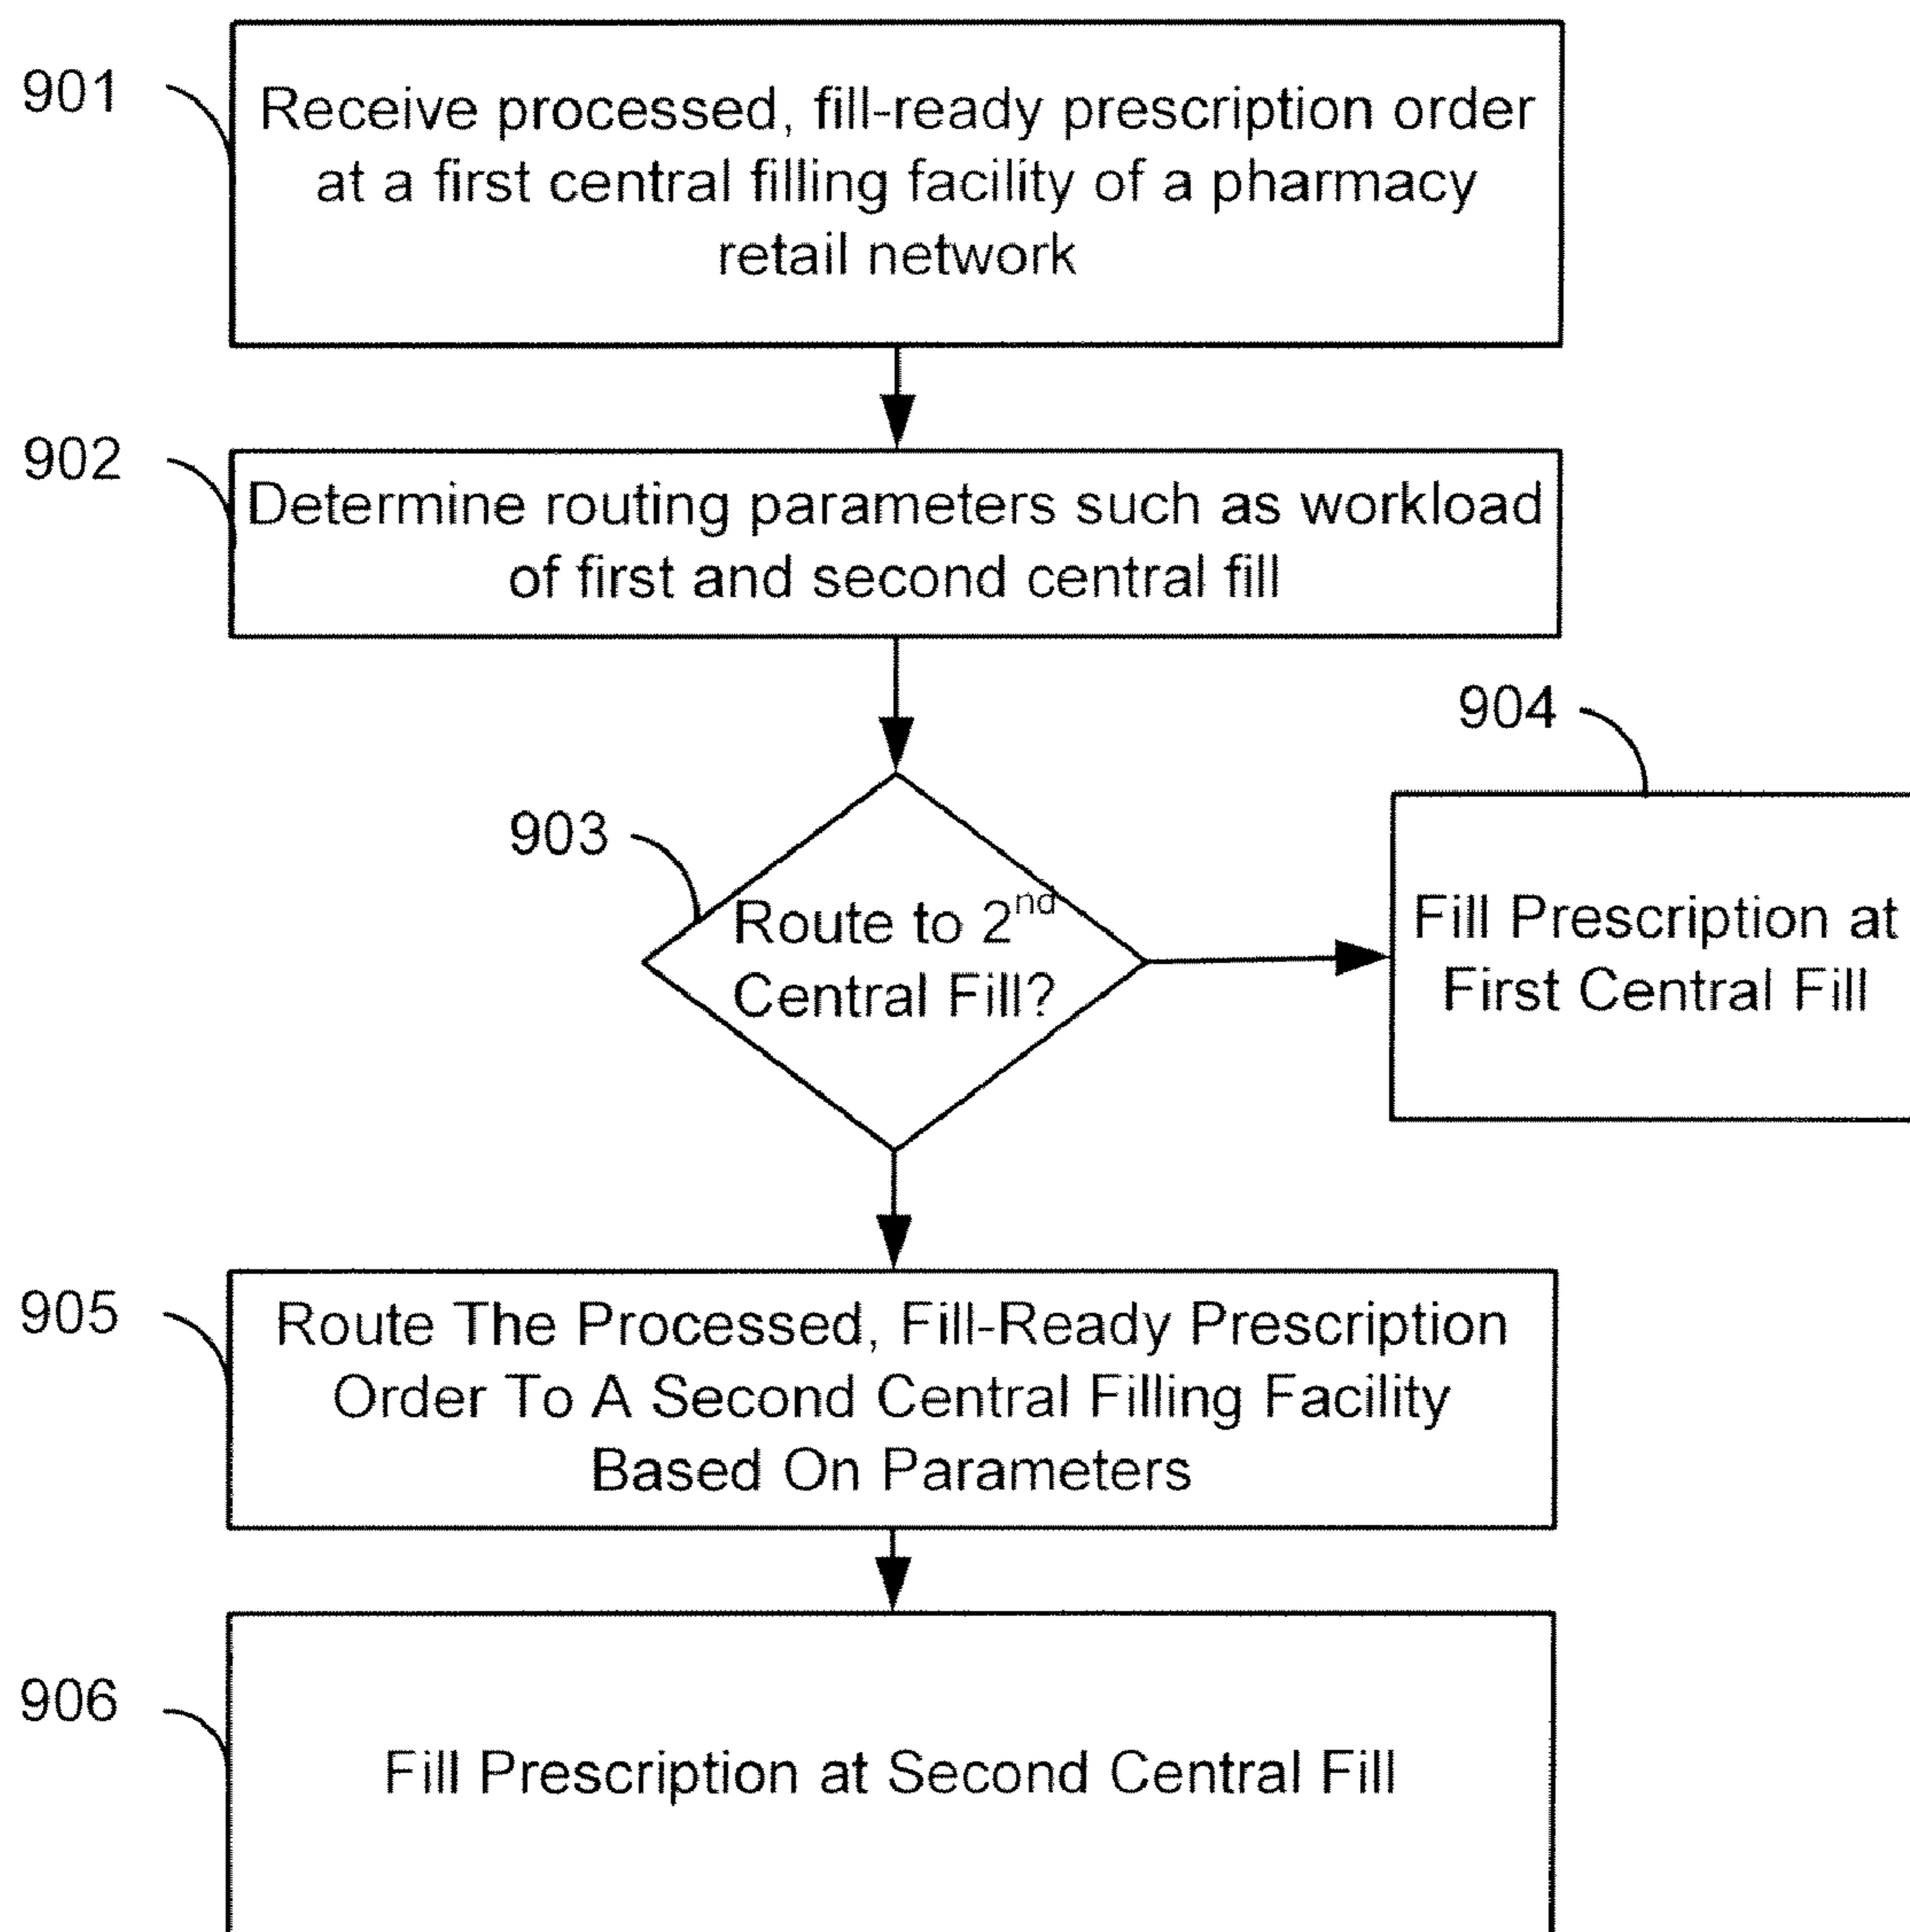 901
Receive processed, fill-ready prescription order
at a first central filling facility of a pharmacy
retail network
902
Determine routing parameters such as workload
of first and second central fill
904
903
Route to 2nd
Central Fill?
Fill Prescription at
First Central Fill
905
Route The Processed, Fill-Ready Prescription
Order To A Second Central Filling Facility
Based On Parameters
906
Fill Prescription at Second Central Fill